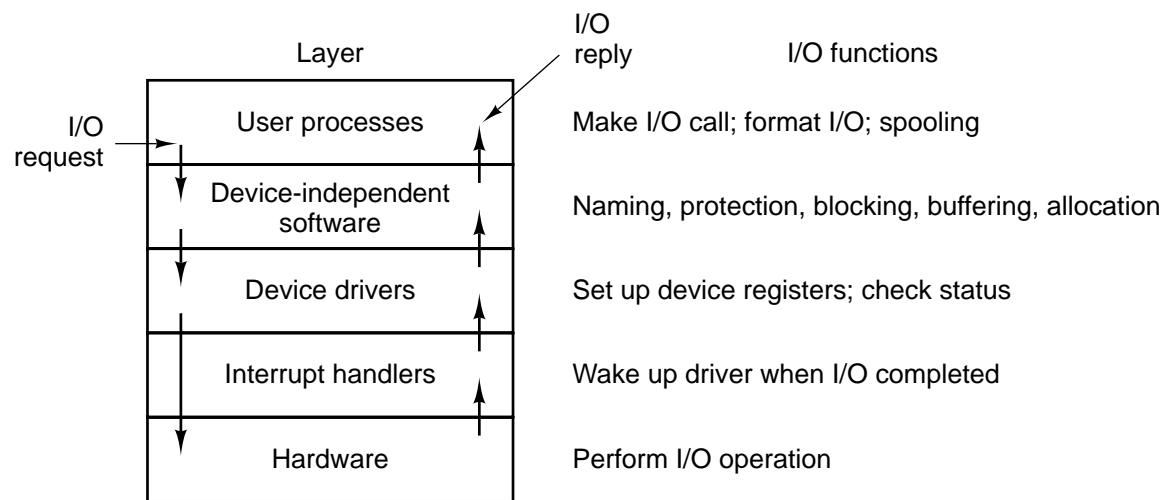 I/O
reply
Layer
I/O functions
I/O
request
User processes
Make I/O call; format I/O; spooling
Device-independent
software
Naming, protection, blocking, buffering, allocation
Device drivers
Set up device registers; check status
Interrupt handlers
Wake up driver when I/O completed
Hardware
Perform I/O operation